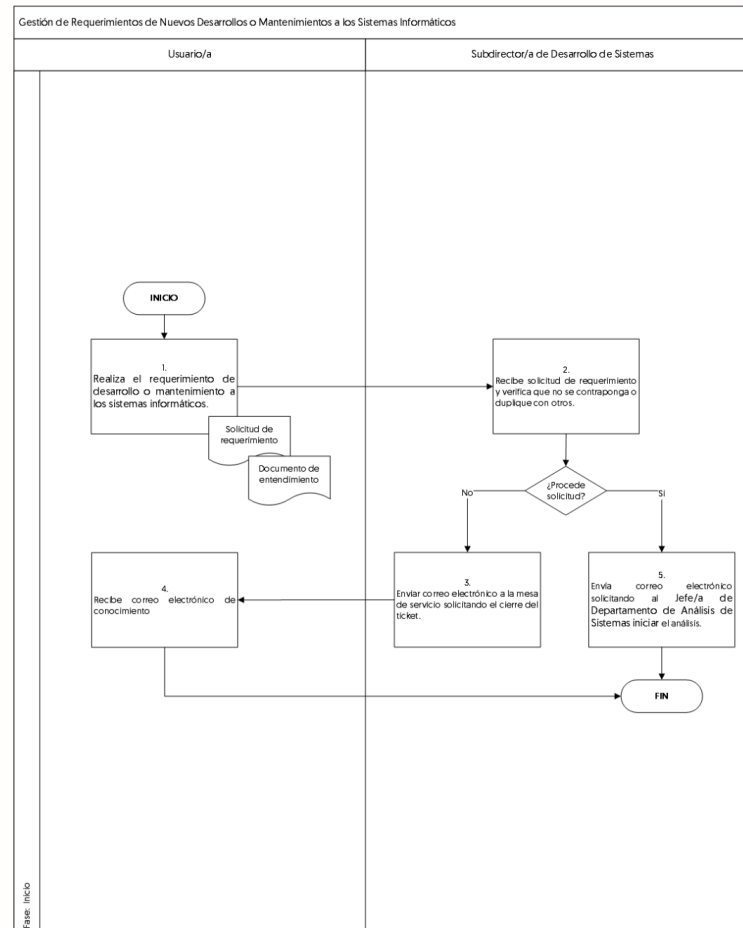 Gestión de Requerimientos de Nuevos Desarrollos o Mantenimientos a los Sistemas Informáticos
Usuario/a
Subdirector/a de Desarrollo de Sistemas
INICIO
1.
Realiza el requerimiento de
desarrollo o mantenimiento a
los sistemas informáticos.
Solicitud de
requerimiento
Documento de
entendimiento
2.
Recibe solicitud de requerimiento
y verifica que no se contraponga o
duplique con otros.
¿Procede
solicitud?
No
Si
3.
Enviar correo electrónico a la mesa
de servicio solicitando el cierre del
ticket.
4.
Recibe correo electrónico de
conocimiento
5.
Envía correo electrónico
solicitando al Jefe/a de
Departamento de Análisis de
Sistemas iniciar el análisis.
FIN
Fase: Inicio